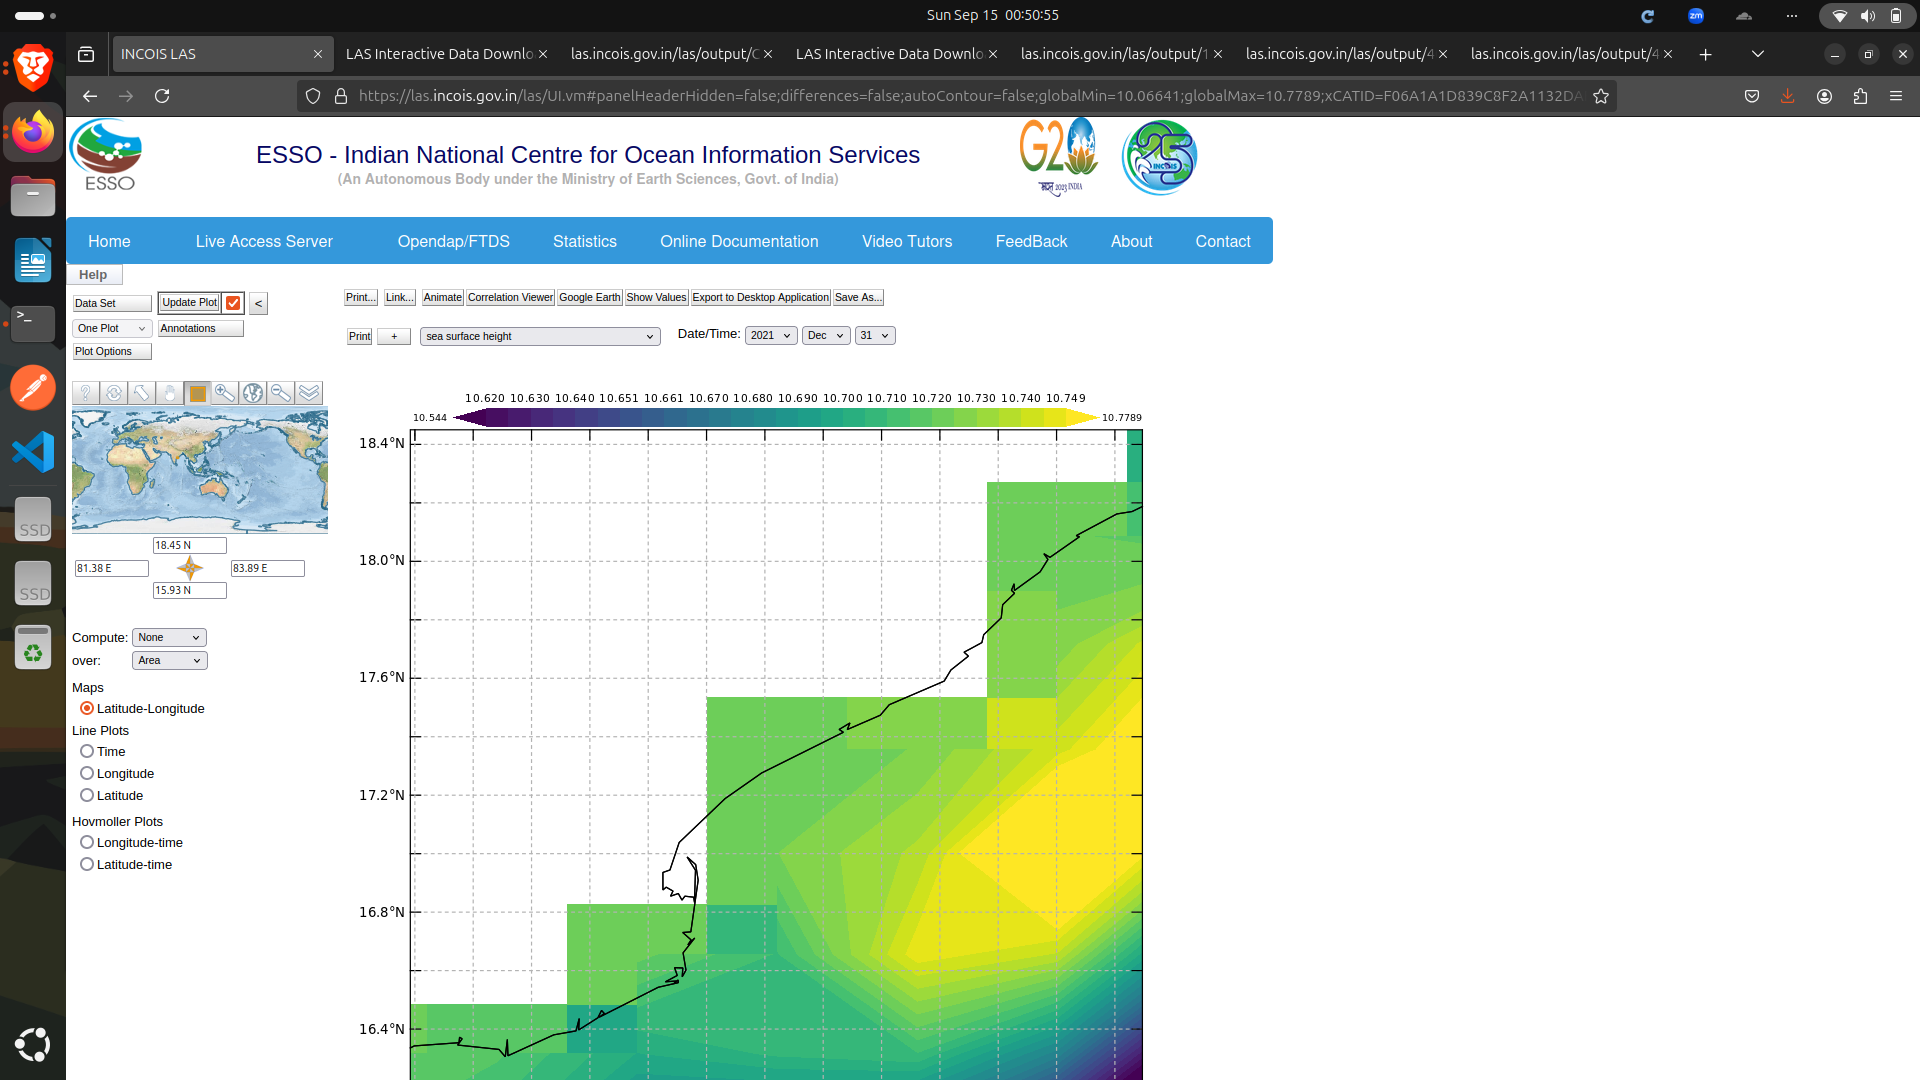 Sun Sep 15 00:50:55
zm
INCOIS LAS
LAS Interactive Data Downlo
las.incois.gov.in/las/output/C
LAS Interactive Data Downlo
las.incois.gov.in/las/output/1
las.incois.gov.in/las/output/4
las.incois.gov.in/las/output/4
https://las.incois.gov.in/las/UI.vm#panelHeaderHidden=false;differences=false;autoContour=false;globalMin=10.06641;globalMax=10.7789;xCATID=F06A1A1D839C8F2A1132DA
ESSO
ESSO - Indian National Centre for Ocean Information Services
(An Autonomous Body under the Ministry of Earth Sciences, Govt. of India)
G20
भारत 2023 INDIA
25
INCOIS
Home Live Access Server Opendap/FTDS Statistics Online Documentation Video Tutors FeedBack About Contact
Help
Data Set Update Plot <
One Plot Annotations
Plot Options
Print... Link... Animate Correlation Viewer Google Earth Show Values Export to Desktop Application Save As...
Print + sea surface height Date/Time: 2021 Dec 31
?
18.45 N
81.38 E 83.89 E
15.93 N
Compute: None
over: Area
Maps
Latitude-Longitude
Line Plots
Time
Longitude
Latitude
Hovmoller Plots
Longitude-time
Latitude-time
10.620 10.630 10.640 10.651 10.661 10.670 10.680 10.690 10.700 10.710 10.720 10.730 10.740 10.749
10.544 10.7789
18.4°N
18.0°N
17.6°N
17.2°N
16.8°N
16.4°N
SSD
SSD